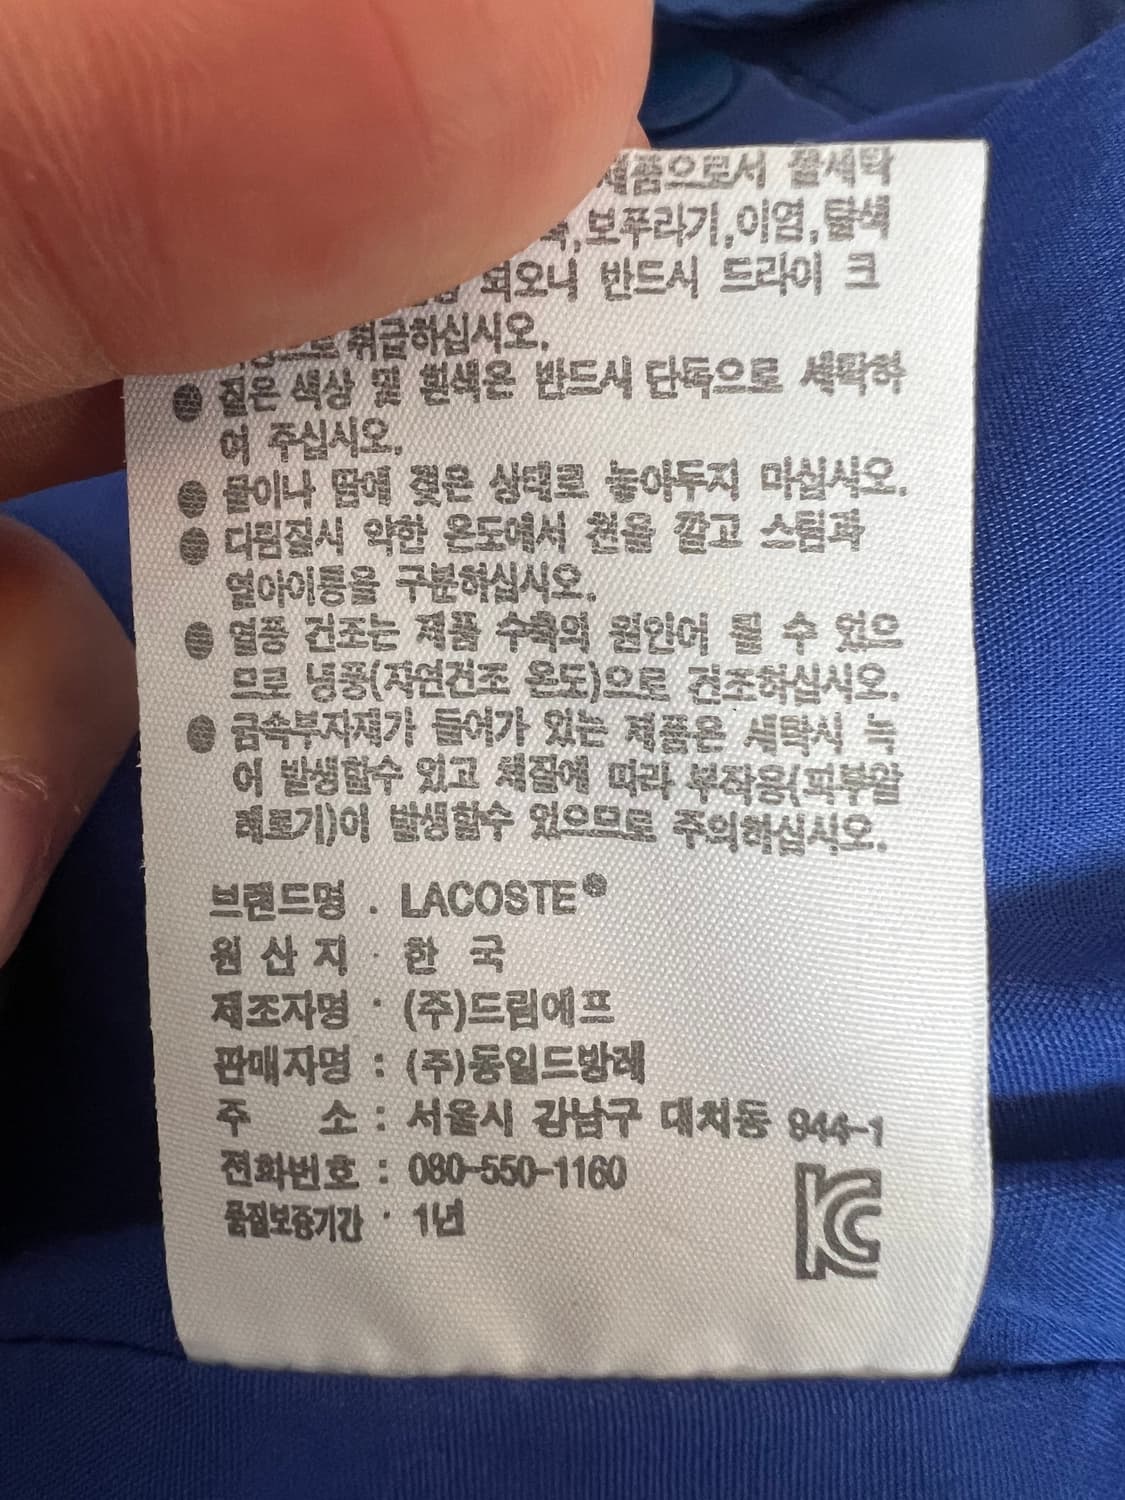 제품으로서 물세탁
보푸라기,이염,탈색
되오니 반드시 드라이 크
취급하십시오.
● 짙은 색상 및 흰색은 반드시 단독으로 세탁하
여 주십시오.
● 물이나 땀에 젖은 상태로 놓아두지 마십시오.
● 다림질시 약한 온도에서 천을 깔고 스팀과
열아이롱을 구분하십시오.
● 열풍 건조는 제품 수축의 원인이 될 수 있으
므로 냉풍(자연건조 온도)으로 건조하십시오.
● 금속부자재가 들어가 있는 제품은 세탁시 녹
이 발생할수 있고 체질에 따라 부작용(피부알
레르기)이 발생할수 있으므로 주의하십시오.
브랜드명 : LACOSTE®
원 산 지 : 한 국
제조자명 : (주)드림에프
판매자명 : (주)동일드방레
주 소 : 서울시 강남구 대치동 944-1
전화번호 : 080-550-1160
품질보증기간 : 1년
KC